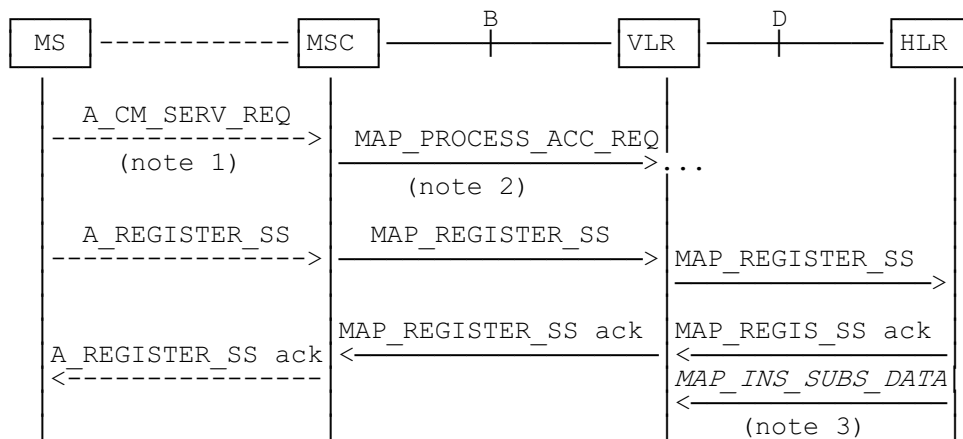 B D
MS MSC VLR HLR
A_CM_SERV_REQ
MAP_PROCESS_ACC_REQ
(note 1) ...
(note 2)
A_REGISTER_SS MAP_REGISTER_SS
MAP_REGISTER_SS
MAP_REGISTER_SS ack MAP_REGIS_SS ack
A_REGISTER_SS ack
MAP_INS_SUBS_DATA
(note 3)